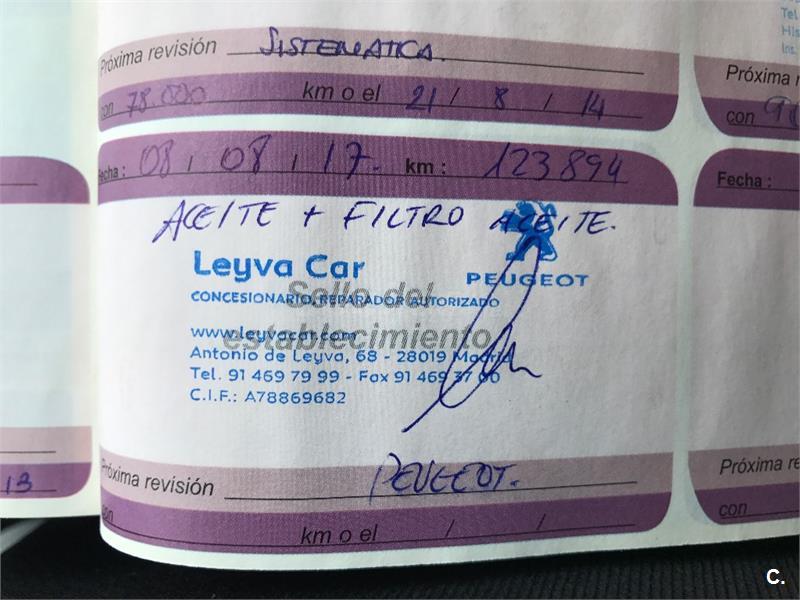 Próxima revisión SISTEMATICA.
con 78.000 km o el 21 / 8 / 14
Fecha: 08 / 08 / 17. km: 123894
ACEITE + FILTRO ACEITE.
Leyva Car
PEUGEOT
CONCESIONARIO, REPARADOR AUTORIZADO
Sello del
establecimiento
www.leyvacar.com
Antonio de Leyva, 68 - 28019 Madrid
Tel. 91 469 79 99 - Fax 91 469 37 00
C.I.F.: A78869682
Próxima revisión PEUGEOT.
con km o el / /
13
Tel
His
Ins.
Próxima
con
Fecha:
Próxima re
con
C.